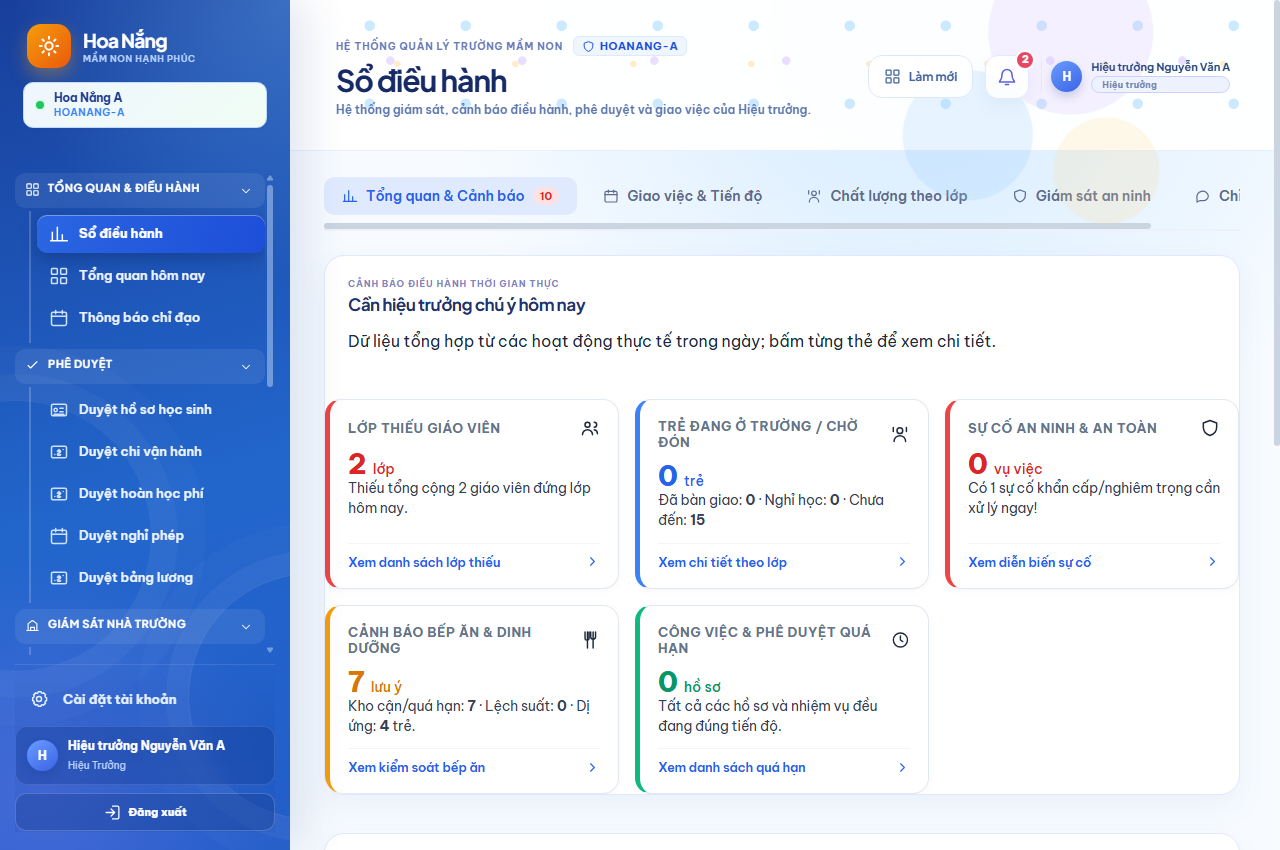 Hoa Nắng
MẦM NON HẠNH PHÚC
Hoa Nắng A
HOANANG-A
TỔNG QUAN & ĐIỀU HÀNH
Sổ điều hành
Tổng quan hôm nay
Thông báo chỉ đạo
PHÊ DUYỆT
Duyệt hồ sơ học sinh
Duyệt chi vận hành
Duyệt hoàn học phí
Duyệt nghỉ phép
Duyệt bảng lương
GIÁM SÁT NHÀ TRƯỜNG
Cài đặt tài khoản
H
Hiệu trưởng Nguyễn Văn A
Hiệu Trưởng
Đăng xuất
HỆ THỐNG QUẢN LÝ TRƯỜNG MẦM NON
HOANANG-A
Sổ điều hành
Hệ thống giám sát, cảnh báo điều hành, phê duyệt và giao việc của Hiệu trưởng.
Làm mới
2
H
Hiệu trưởng Nguyễn Văn A
Hiệu trưởng
Tổng quan & Cảnh báo 10
Giao việc & Tiến độ
Chất lượng theo lớp
Giám sát an ninh
CẢNH BÁO ĐIỀU HÀNH THỜI GIAN THỰC
Cần hiệu trưởng chú ý hôm nay
Dữ liệu tổng hợp từ các hoạt động thực tế trong ngày; bấm từng thẻ để xem chi tiết.
LỚP THIẾU GIÁO VIÊN
2 lớp
Thiếu tổng cộng 2 giáo viên đứng lớp
hôm nay.
Xem danh sách lớp thiếu
TRẺ ĐANG Ở TRƯỜNG / CHỜ
ĐÓN
0 trẻ
Đã bàn giao: 0 · Nghỉ học: 0 · Chưa
đến: 15
Xem chi tiết theo lớp
SỰ CỐ AN NINH & AN TOÀN
0 vụ việc
Có 1 sự cố khẩn cấp/nghiêm trọng cần
xử lý ngay!
Xem diễn biến sự cố
CẢNH BÁO BẾP ĂN & DINH
DƯỠNG
7 lưu ý
Kho cận/quá hạn: 7 · Lệch suất: 0 · Dị
ứng: 4 trẻ.
Xem kiểm soát bếp ăn
CÔNG VIỆC & PHÊ DUYỆT QUÁ
HẠN
0 hồ sơ
Tất cả các hồ sơ và nhiệm vụ đều
đang đúng tiến độ.
Xem danh sách quá hạn